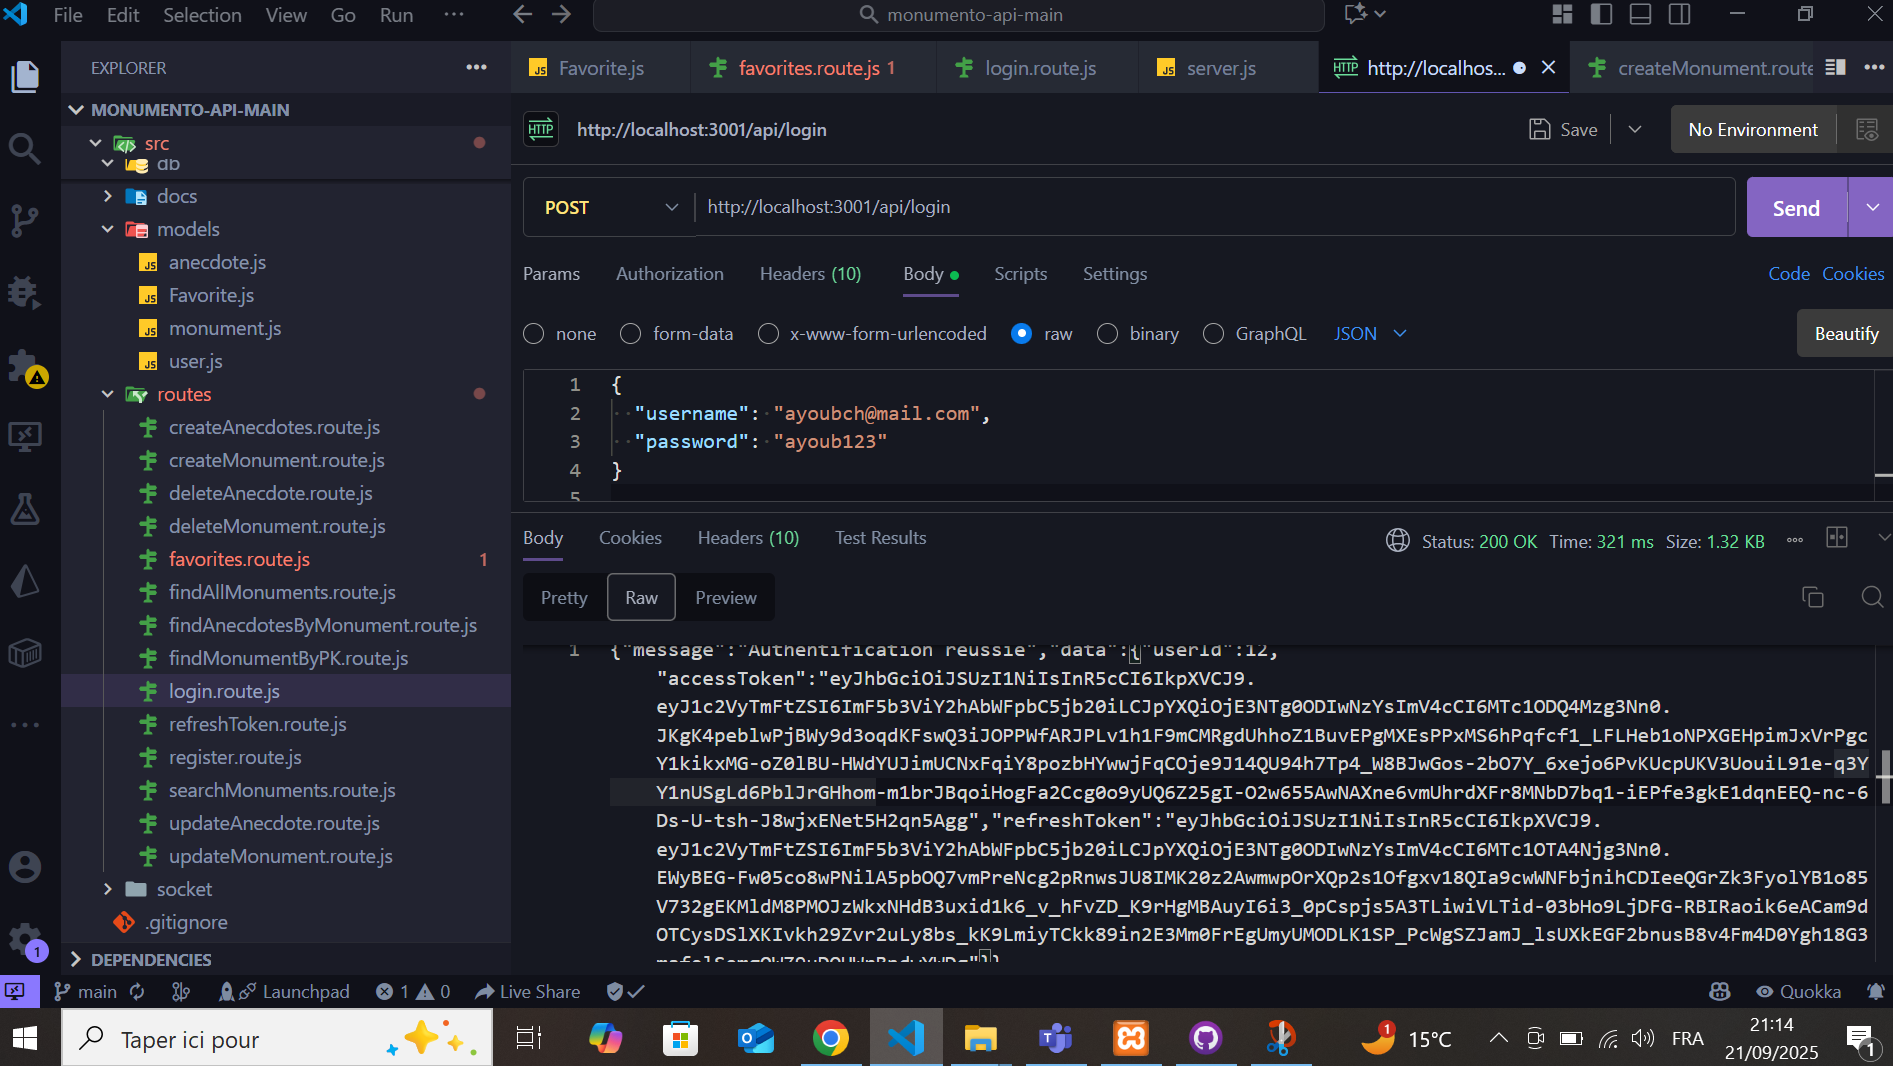 File Edit Selection View Go Run ···
monumento-api-main
EXPLORER
Favorite.js
favorites.route.js 1
login.route.js
server.js
HTTP http://localhos...
createMonument.route
MONUMENTO-API-MAIN
src
db
docs
models
anecdote.js
Favorite.js
monument.js
user.js
routes
createAnecdotes.route.js
createMonument.route.js
deleteAnecdote.route.js
deleteMonument.route.js
favorites.route.js 1
findAllMonuments.route.js
findAnecdotesByMonument.route.js
findMonumentByPK.route.js
login.route.js
refreshToken.route.js
register.route.js
searchMonuments.route.js
updateAnecdote.route.js
updateMonument.route.js
socket
.gitignore
DEPENDENCIES
HTTP http://localhost:3001/api/login
Save
No Environment
POST http://localhost:3001/api/login
Send
Params Authorization Headers (10) Body Scripts Settings
Code Cookies
none form-data x-www-form-urlencoded raw binary GraphQL JSON
Beautify
1 {
2 "username": "ayoubch@mail.com",
3 "password": "ayoub123"
4 }
5
Body Cookies Headers (10) Test Results
Status: 200 OK Time: 321 ms Size: 1.32 KB
Pretty Raw Preview
1 {"message":"Authentification réussie","data":{"userId":12,
"accessToken":"eyJhbGciOiJSUzI1NiIsInR5cCI6IkpXVCJ9.
eyJ1c2VyTmFtZSI6ImF5b3ViY2hAbWFpbC5jb20iLCJpYXQiOjE3NTg0ODIwNzYsImV4cCI6MTc1ODQ4Mzg3Nn0.
JKgK4peblwPjBWy9d3oqdKFswQ3iJOPPWfARJPLv1h1F9mCMRgdUhhoZ1BuvEPgMXEsPPxMS6hPqfcf1_LFLHeb1oNPXGEHpimJxVrPgc
Y1kikxMG-oZ0lBU-HWdYUJimUCNxFqiY8pozbHYwwjFqCOje9J14QU94h7Tp4_W8BJwGos-2bO7Y_6xejo6PvKUcpUKV3UouiL91e-q3Y
Y1nUSgLd6PblJrGHhom-m1brJBqoiHogFa2Ccg0o9yUQ6Z25gI-O2w655AwNAXne6vmUhrdXFr8MNbD7bq1-iEPfe3gkE1dqnEEQ-nc-6
Ds-U-tsh-J8wjxENet5H2qn5Agg","refreshToken":"eyJhbGciOiJSUzI1NiIsInR5cCI6IkpXVCJ9.
eyJ1c2VyTmFtZSI6ImF5b3ViY2hAbWFpbC5jb20iLCJpYXQiOjE3NTg0ODIwNzYsImV4cCI6MTc1OTA4Njg3Nn0.
EWyBEG-Fw05co8wPNilA5pbOQ7vmPreNcg2pRnwsJU8IMK20z2AwmwpOrXQp2s1Ofgxv18QIa9cwWNFbjnihCDIeeQGrZk3FyolYB1o85
V732gEKMldM8PMOJzWkxNHdB3uxid1k6_v_hFvZD_K9rHgMBAuyI6i3_0pCspjs5A3TLiwiVLTid-03bHo9LjDFG-RBIRaoik6eACam9d
OTCysDSlXKIvkh29Zvr2uLy8bs_kK9LmiyTCkk89in2E3Mm0FrEgUmyUMODLK1SP_PcWgSZJamJ_lsUXkEGF2bnusB8v4Fm4D0Ygh18G3
main Launchpad 1 0 Live Share
Quokka
Taper ici pour
15°C
FRA
21:14
21/09/2025
1